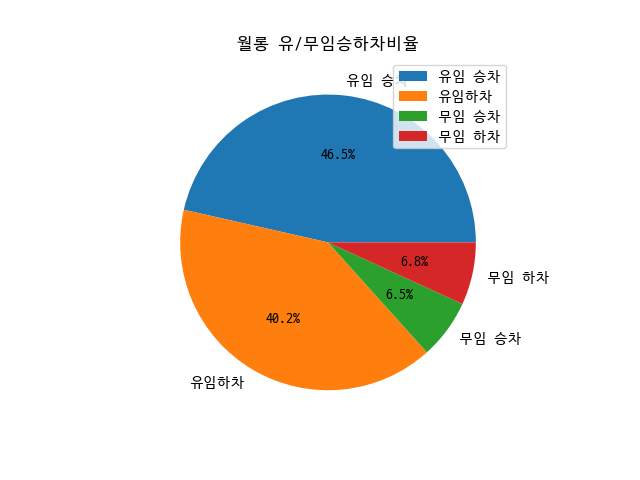 월롱 유/무임승하차비율
유임 승차
유임 승차
유임하차
무임 승차
무임 하차
46.5%
6.8%
무임 하차
6.5%
40.2%
무임 승차
유임하차